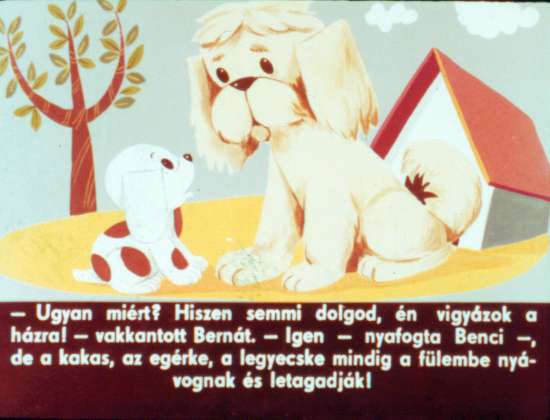 — Ugyan miért? Hiszen semmi dolgod, én vigyázok a
házra! — vakkantott Bernát. — Igen — nyafogta Benci —,
de a kakas, az egérke, a legyecske mindig a fülembe nyá-
vognak és letagadják!